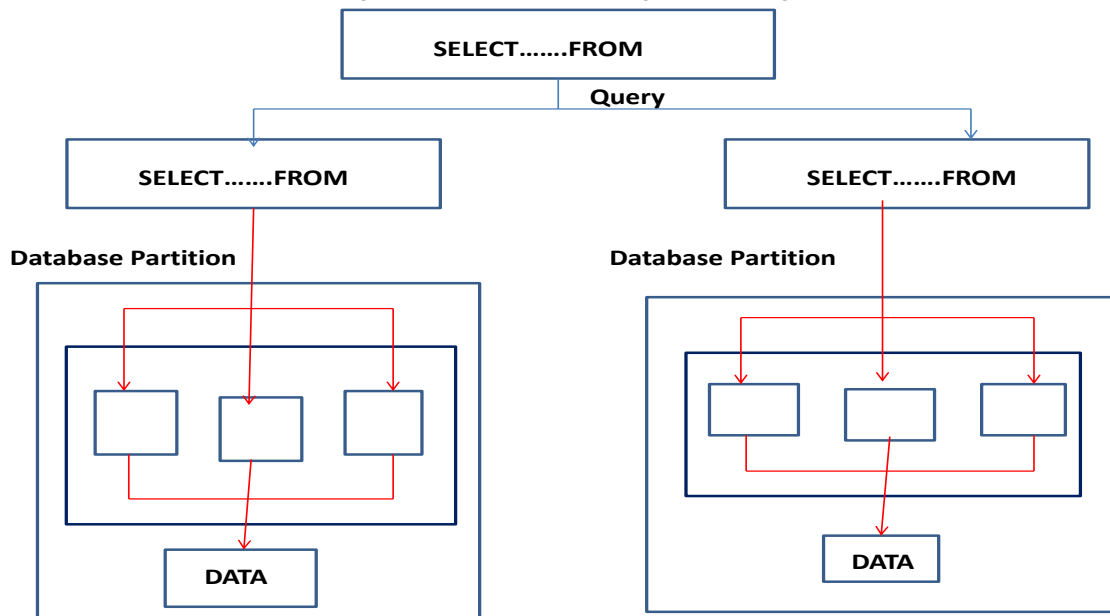 SELECT…….FROM
Query
SELECT…….FROM
SELECT…….FROM
Database Partition
Database Partition
DATA
DATA